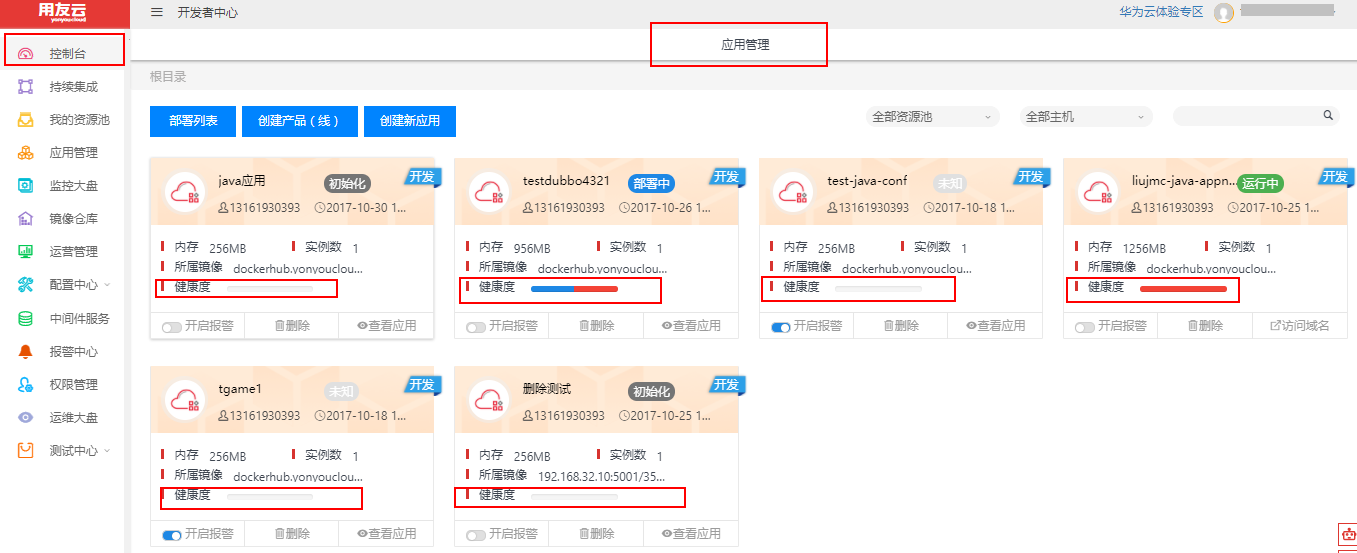 用友云
yonyoucloud
开发者中心
华为云体验专区
控制台
持续集成
我的资源池
应用管理
监控大盘
镜像仓库
运营管理
配置中心
中间件服务
报警中心
权限管理
运维大盘
测试中心
应用管理
根目录
部署列表
创建产品（线）
创建新应用
全部资源池
全部主机
java应用
初始化
开发
13161930393
2017-10-30 1...
内存 256MB
实例数 1
所属镜像 dockerhub.yonyouclou...
健康度
开启报警
删除
查看应用
testdubbo4321
部署中
开发
13161930393
2017-10-26 1...
内存 956MB
实例数 1
所属镜像 dockerhub.yonyouclou...
健康度
开启报警
删除
查看应用
test-java-conf
未知
开发
13161930393
2017-10-18 1...
内存 256MB
实例数 1
所属镜像 dockerhub.yonyouclou...
健康度
开启报警
删除
查看应用
liujmc-java-appn...
运行中
开发
13161930393
2017-10-25 1...
内存 1256MB
实例数 1
所属镜像 dockerhub.yonyouclou...
健康度
开启报警
删除
访问域名
tgame1
未知
开发
13161930393
2017-10-18 1...
内存 256MB
实例数 1
所属镜像 dockerhub.yonyouclou...
健康度
开启报警
删除
查看应用
删除测试
初始化
开发
13161930393
2017-10-25 1...
内存 256MB
实例数 1
所属镜像 192.168.32.10:5001/35...
健康度
开启报警
删除
查看应用